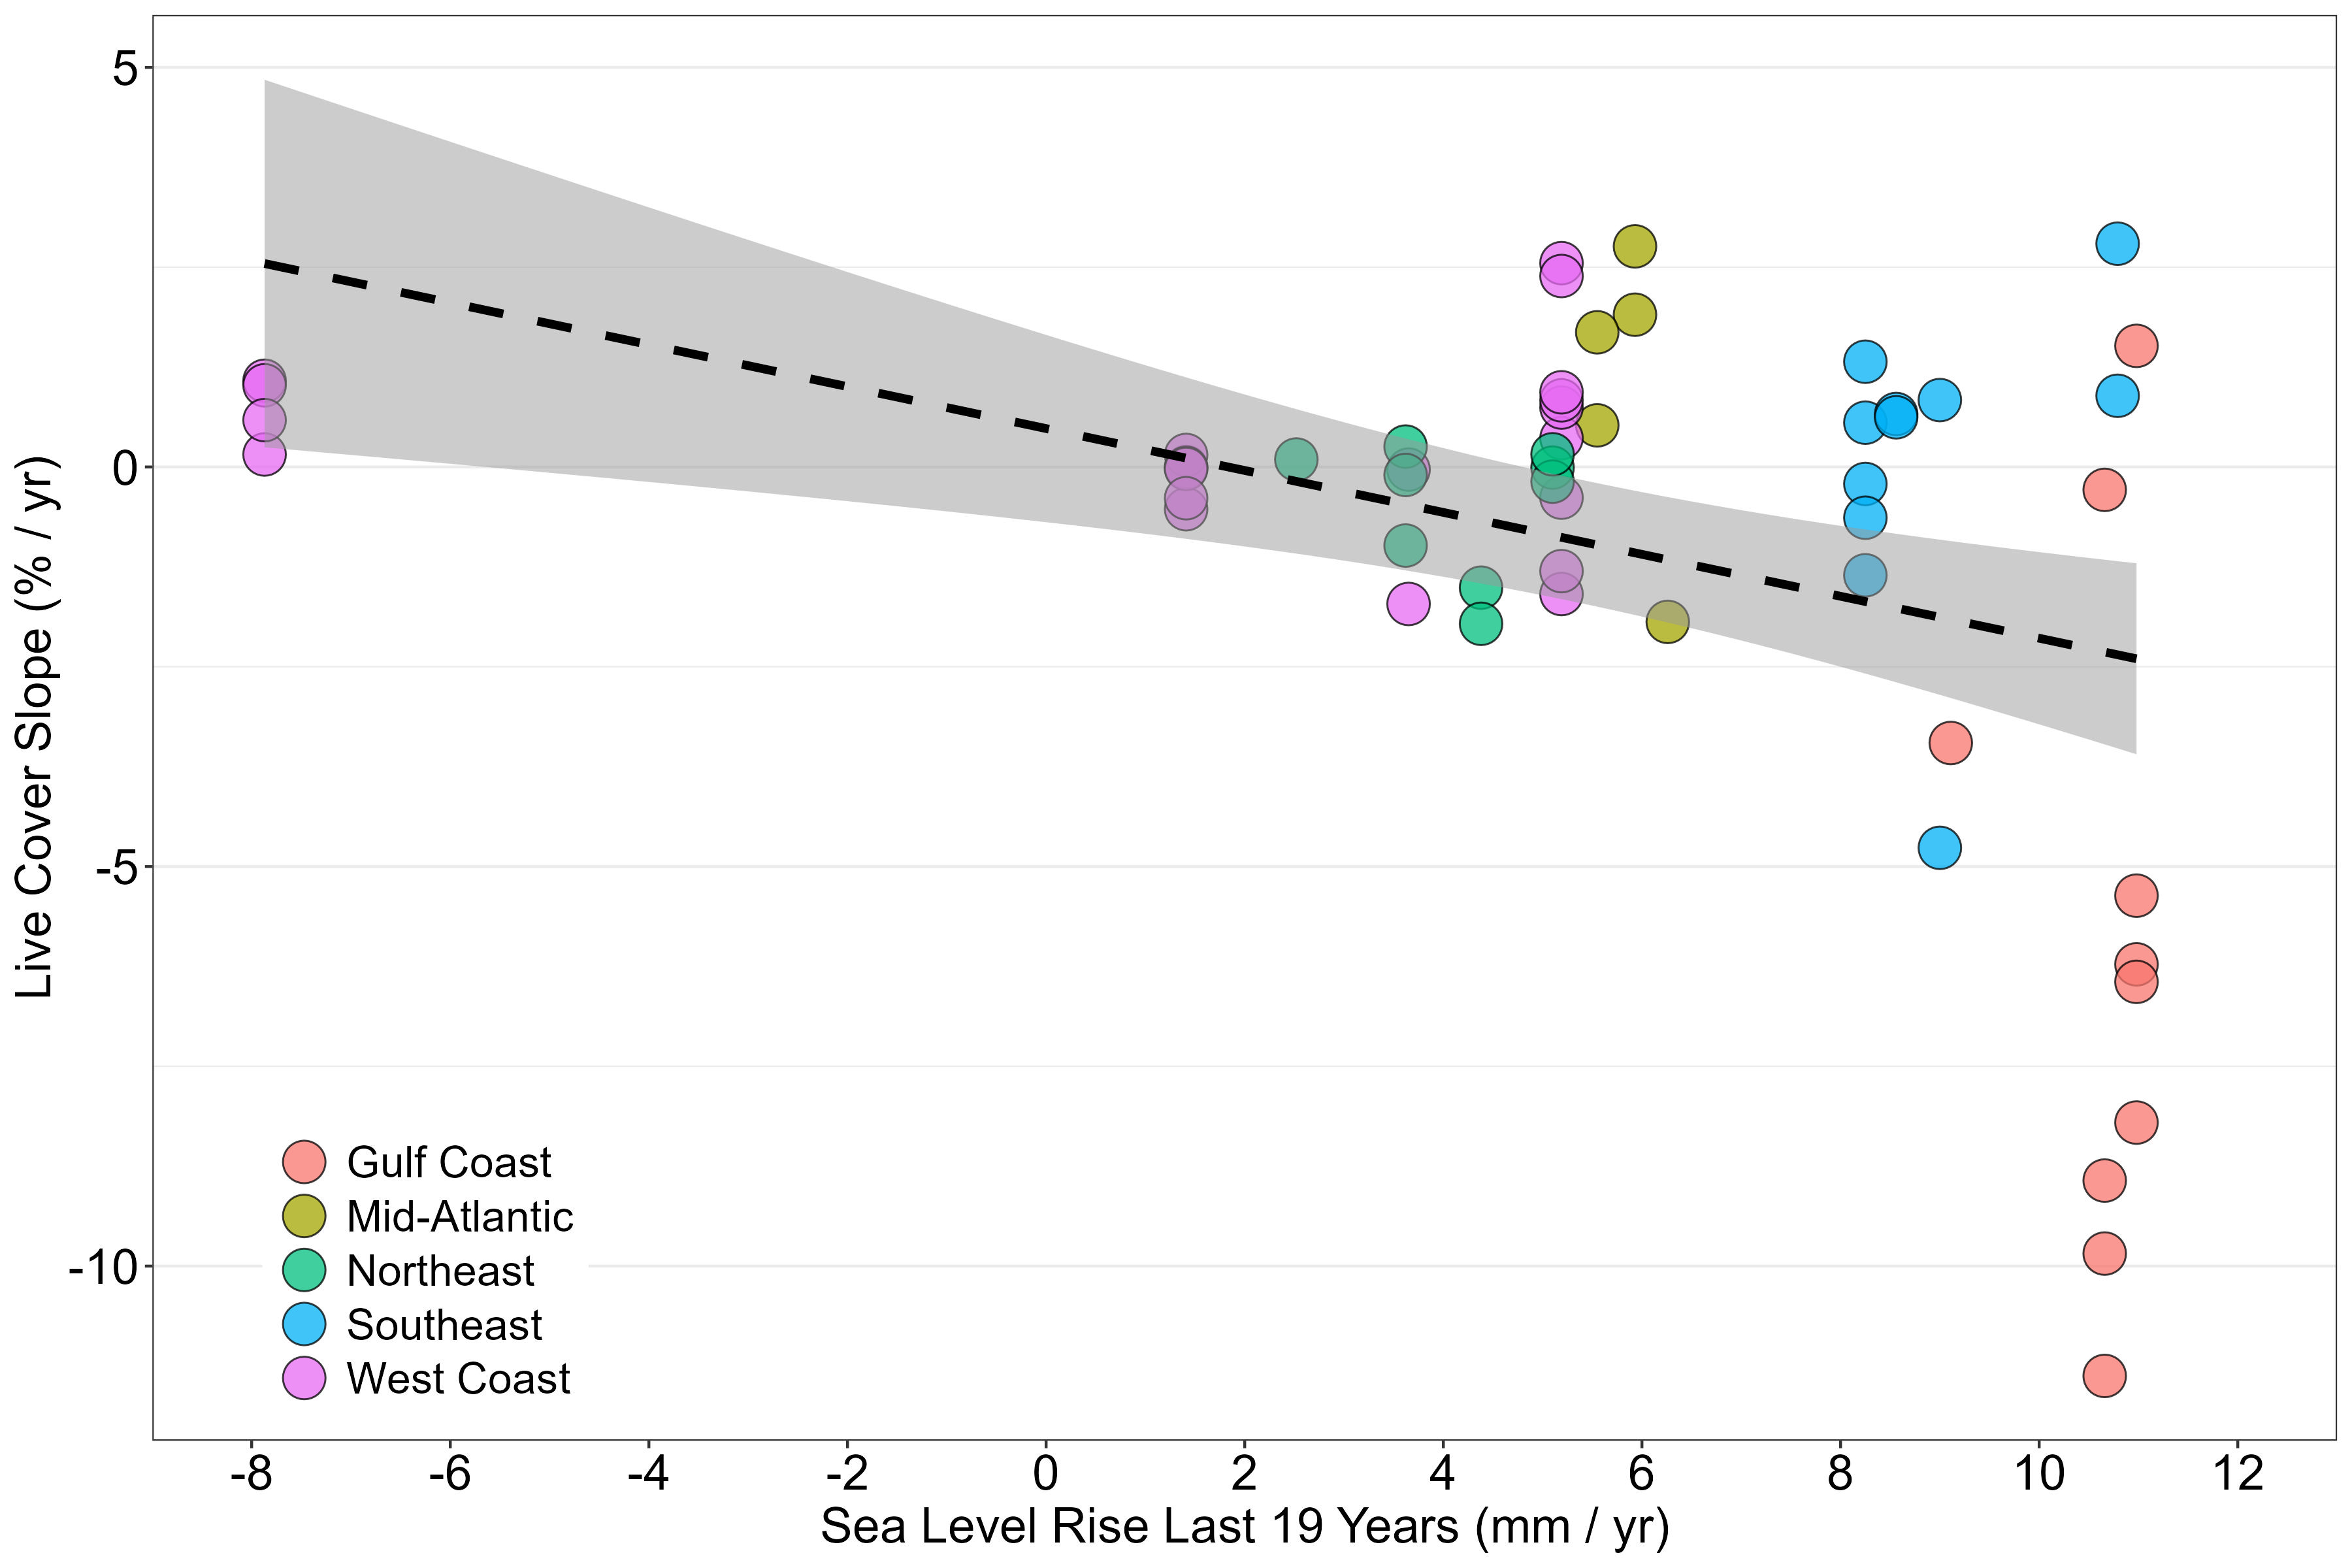 5
0
-5
-10
Live Cover Slope (% / yr)
Gulf Coast
Mid-Atlantic
Northeast
Southeast
West Coast
-8 -6 -4 -2 0 2 4 6 8 10 12
Sea Level Rise Last 19 Years (mm / yr)